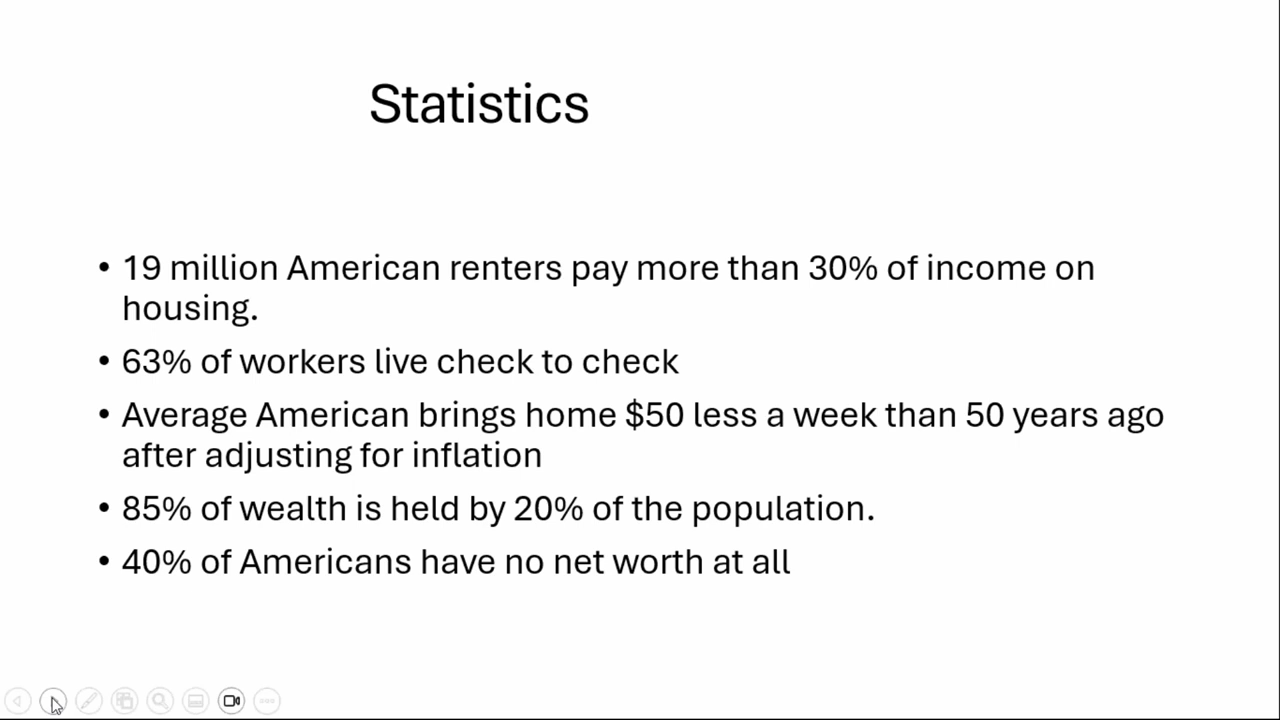 Statistics
• 19 million American renters pay more than 30% of income on
housing.
• 63% of workers live check to check
• Average American brings home $50 less a week than 50 years ago
after adjusting for inflation
• 85% of wealth is held by 20% of the population.
• 40% of Americans have no net worth at all